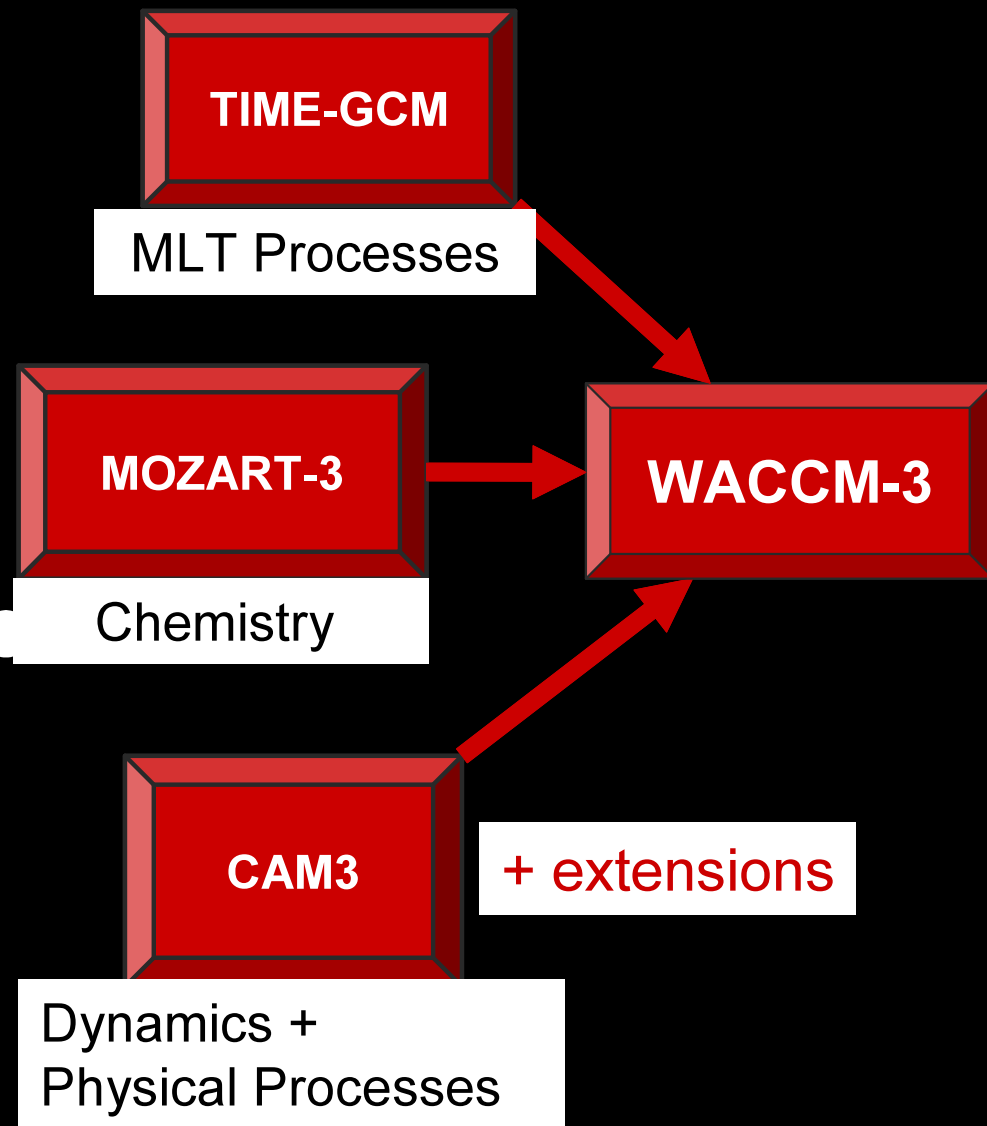 TIME-GCM
MLT Processes
MOZART-3
WACCM-3
Chemistry
CAM3
+ extensions
Dynamics +
Physical Processes